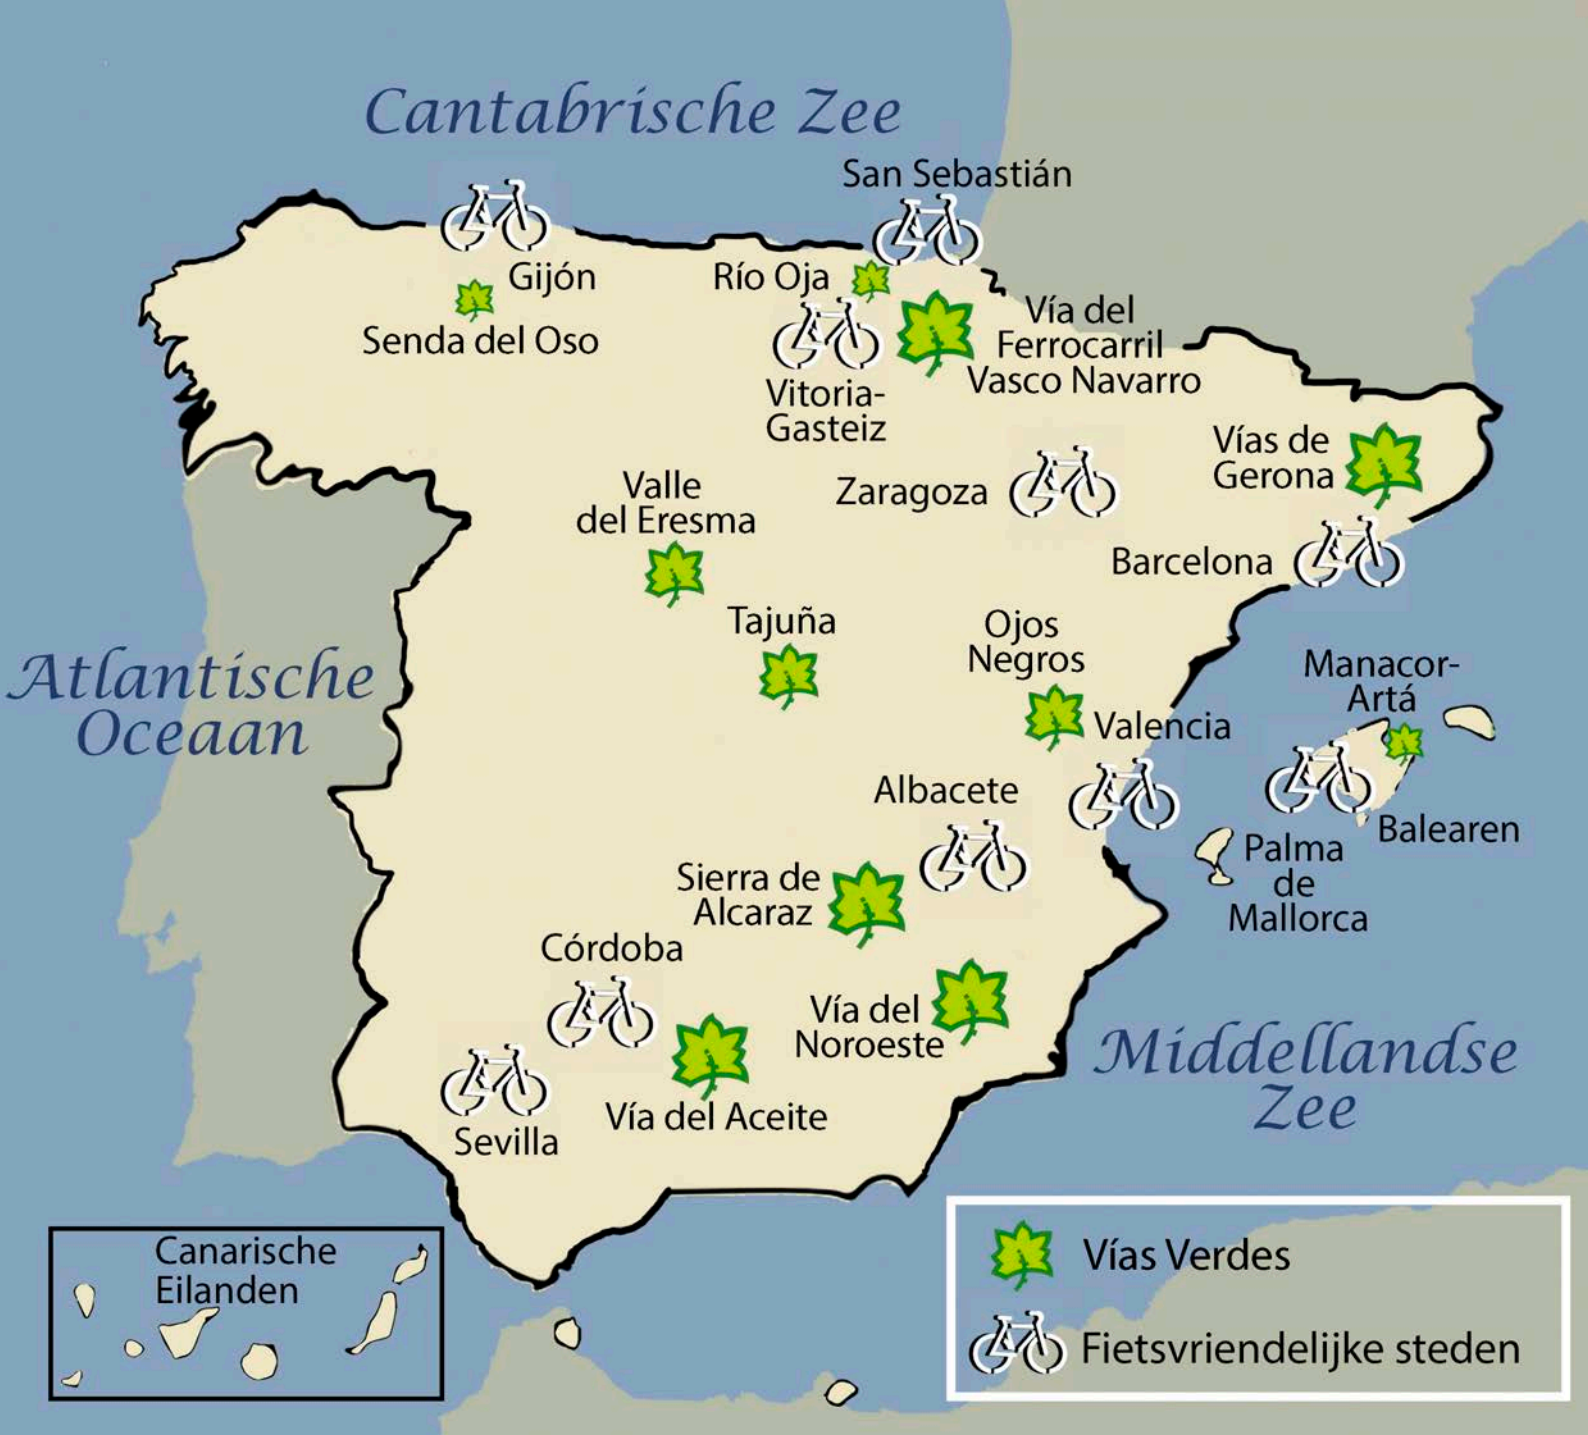 Cantabrische Zee
San Sebastián
Gijón
Río Oja
Senda del Oso
Vía del
Ferrocarril
Vasco Navarro
Vitoria-
Gasteiz
Vías de
Gerona
Zaragoza
Valle
del Eresma
Barcelona
Tajuña
Ojos
Negros
Atlantische
Oceaan
Manacor-
Artá
Valencia
Albacete
Balearen
Palma
de
Mallorca
Sierra de
Alcaraz
Córdoba
Vía del
Noroeste
Middellandse
Zee
Vía del Aceite
Sevilla
Canarische
Eilanden
Vías Verdes
Fietsvriendelijke steden